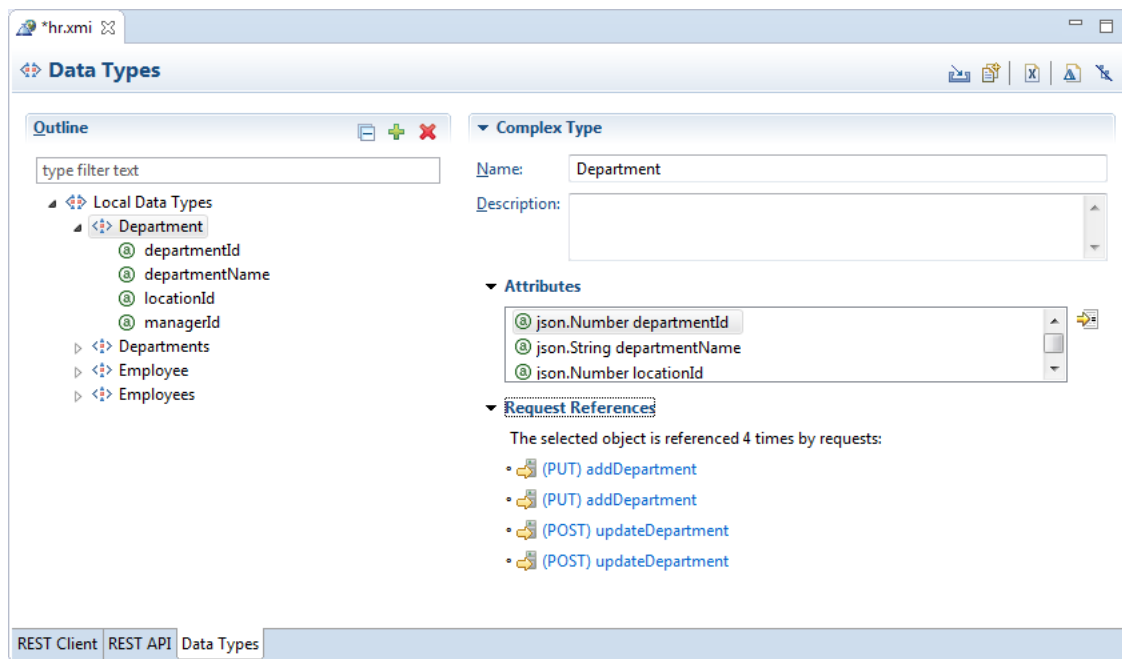 *hr.xmi
Data Types
Outline
type filter text
Local Data Types
Department
departmentId
departmentName
locationId
managerId
Departments
Employee
Employees
Complex Type
Name: Department
Description:
Attributes
json.Number departmentId
json.String departmentName
json.Number locationId
Request References
The selected object is referenced 4 times by requests:
(PUT) addDepartment
(PUT) addDepartment
(POST) updateDepartment
(POST) updateDepartment
REST Client REST API Data Types